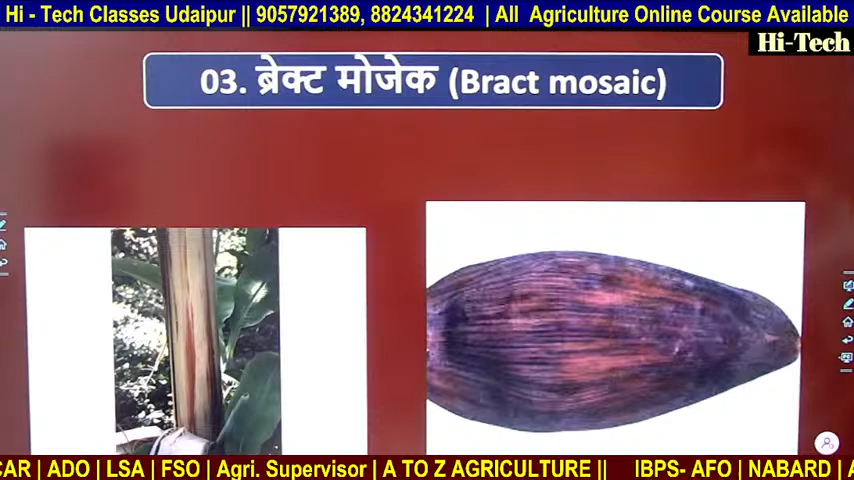 Hi - Tech Classes Udaipur || 9057921389, 8824341224 | All Agriculture Online Course Available
Hi-Tech
03. ब्रेक्ट मोजेक (Bract mosaic)
CAR | ADO | LSA | FSO | Agri. Supervisor | A TO Z AGRICULTURE || IBPS- AFO | NABARD | A